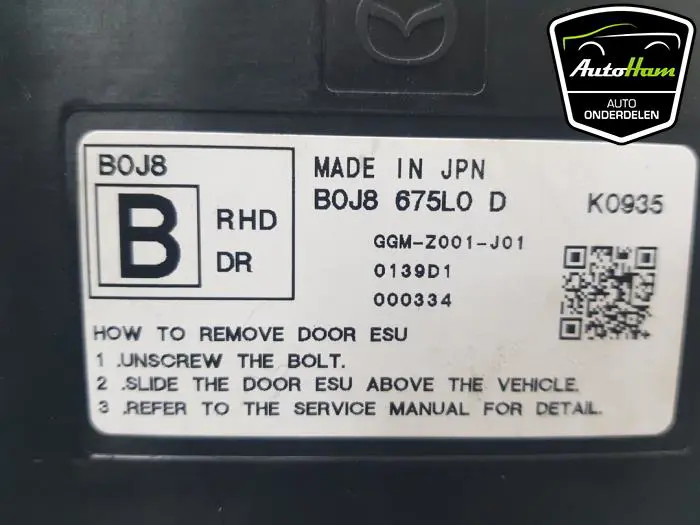 AutoHam
AUTO
ONDERDELEN
B0J8
B
RHD
DR
MADE IN JPN
B0J8 675L0 D
K0935
GGM-Z001-J01
0139D1
000334
HOW TO REMOVE DOOR ESU
1 .UNSCREW THE BOLT.
2 .SLIDE THE DOOR ESU ABOVE THE VEHICLE.
3 .REFER TO THE SERVICE MANUAL FOR DETAIL.